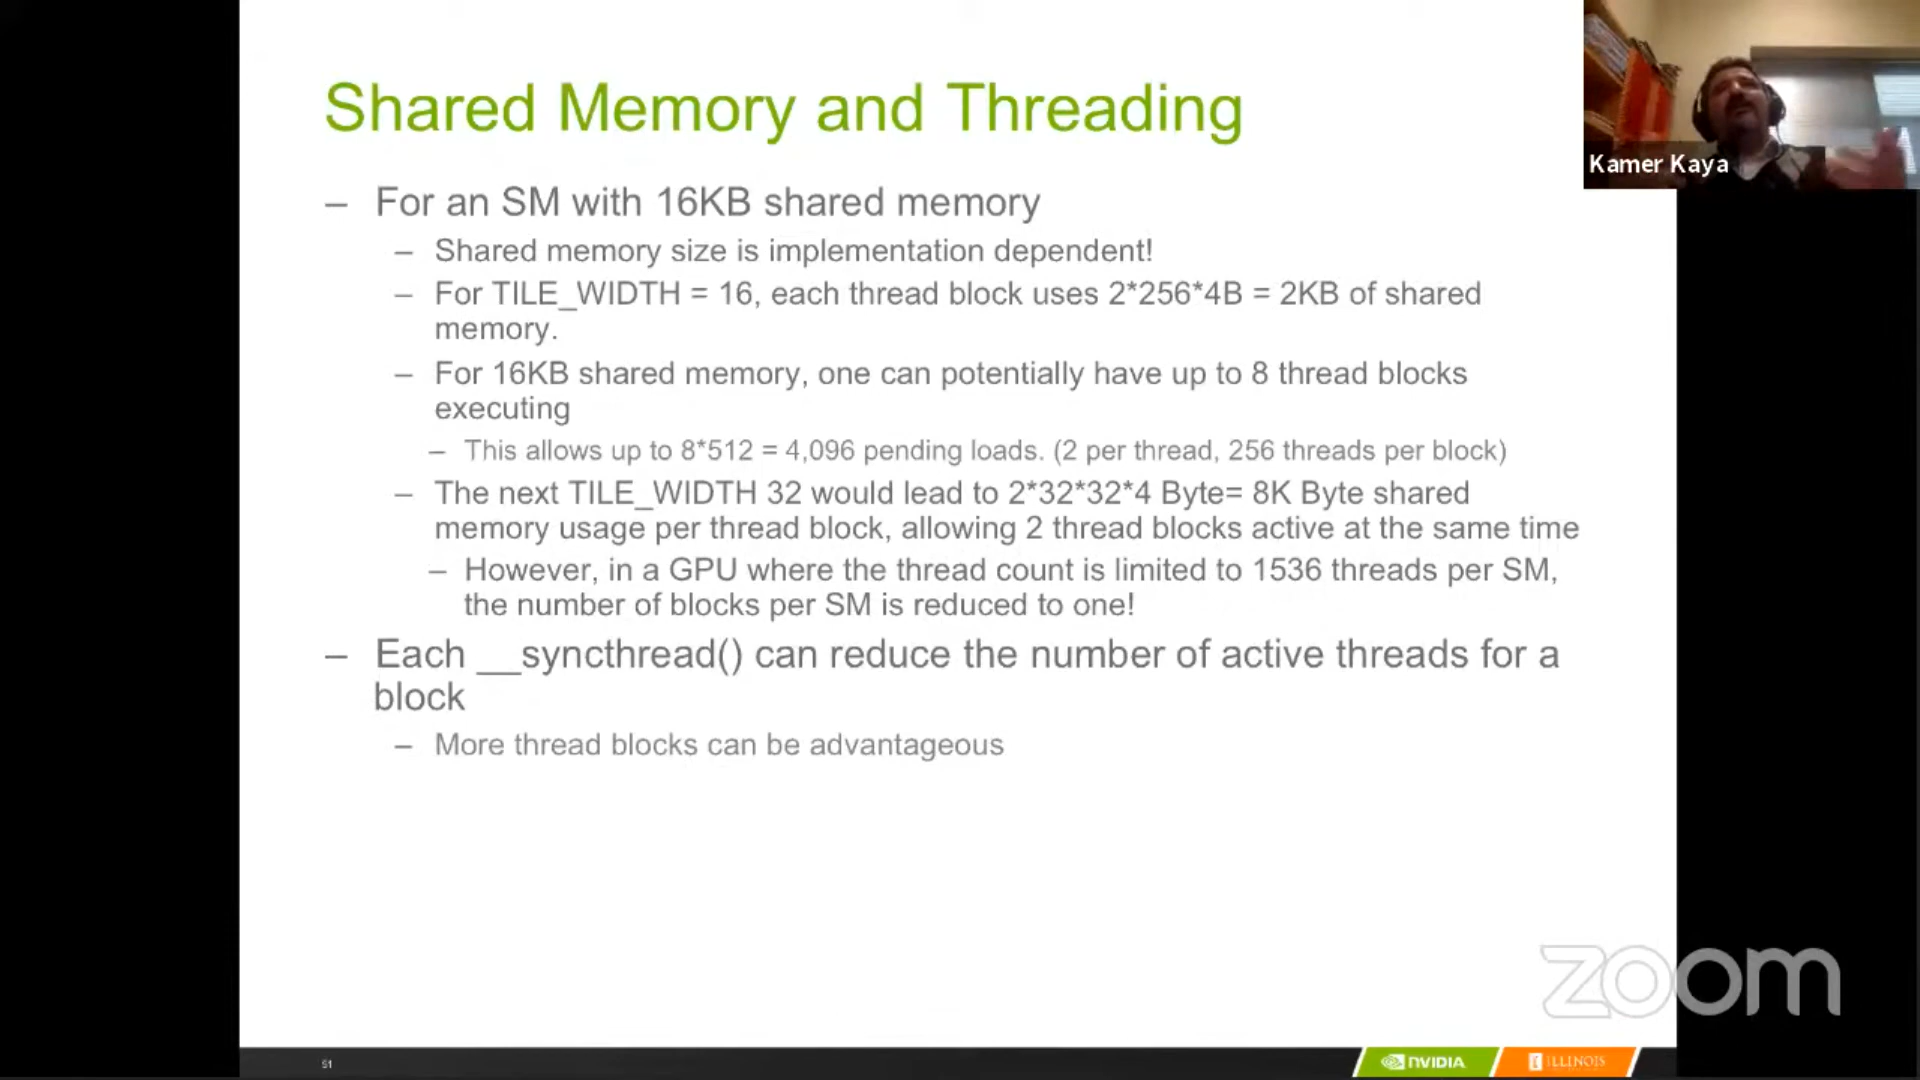 Shared Memory and Threading
Kamer Kaya
– For an SM with 16KB shared memory
– Shared memory size is implementation dependent!
– For TILE_WIDTH = 16, each thread block uses 2*256*4B = 2KB of shared
memory.
– For 16KB shared memory, one can potentially have up to 8 thread blocks
executing
– This allows up to 8*512 = 4,096 pending loads. (2 per thread, 256 threads per block)
– The next TILE_WIDTH 32 would lead to 2*32*32*4 Byte= 8K Byte shared
memory usage per thread block, allowing 2 thread blocks active at the same time
– However, in a GPU where the thread count is limited to 1536 threads per SM,
the number of blocks per SM is reduced to one!
– Each __syncthread() can reduce the number of active threads for a
block
– More thread blocks can be advantageous
zoom
51
NVIDIA
I ILLINOIS